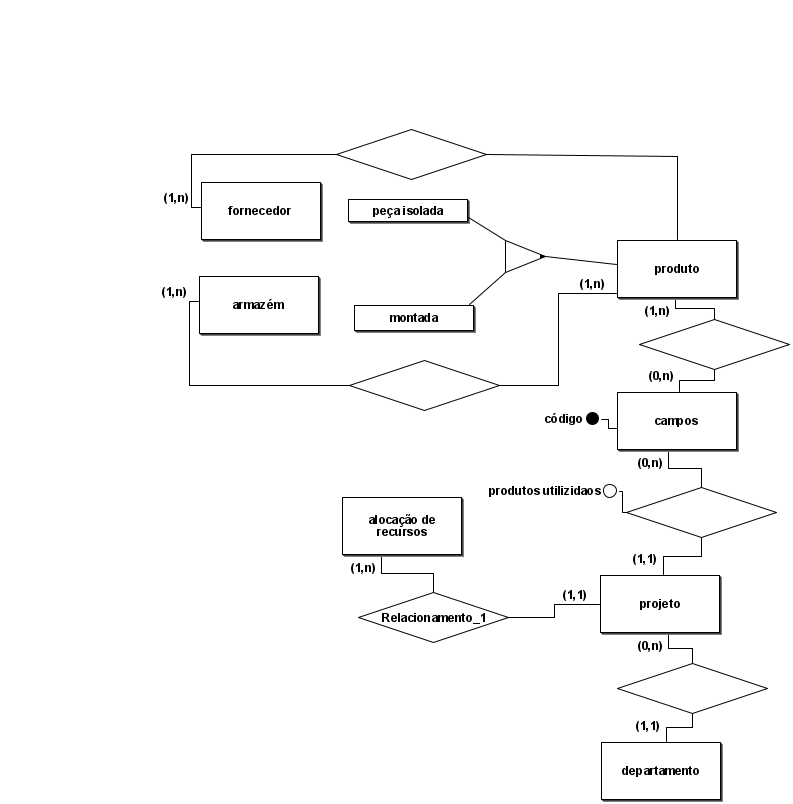 (1,n)
fornecedor
peça isolada
produto
(1,n)
armazém
(1,n)
montada
(1,n)
(0,n)
código
campos
(0,n)
produtos utilizidaos
alocação de
recursos
(1,n)
(1,1)
(1,1)
projeto
Relacionamento_1
(0,n)
(1,1)
departamento